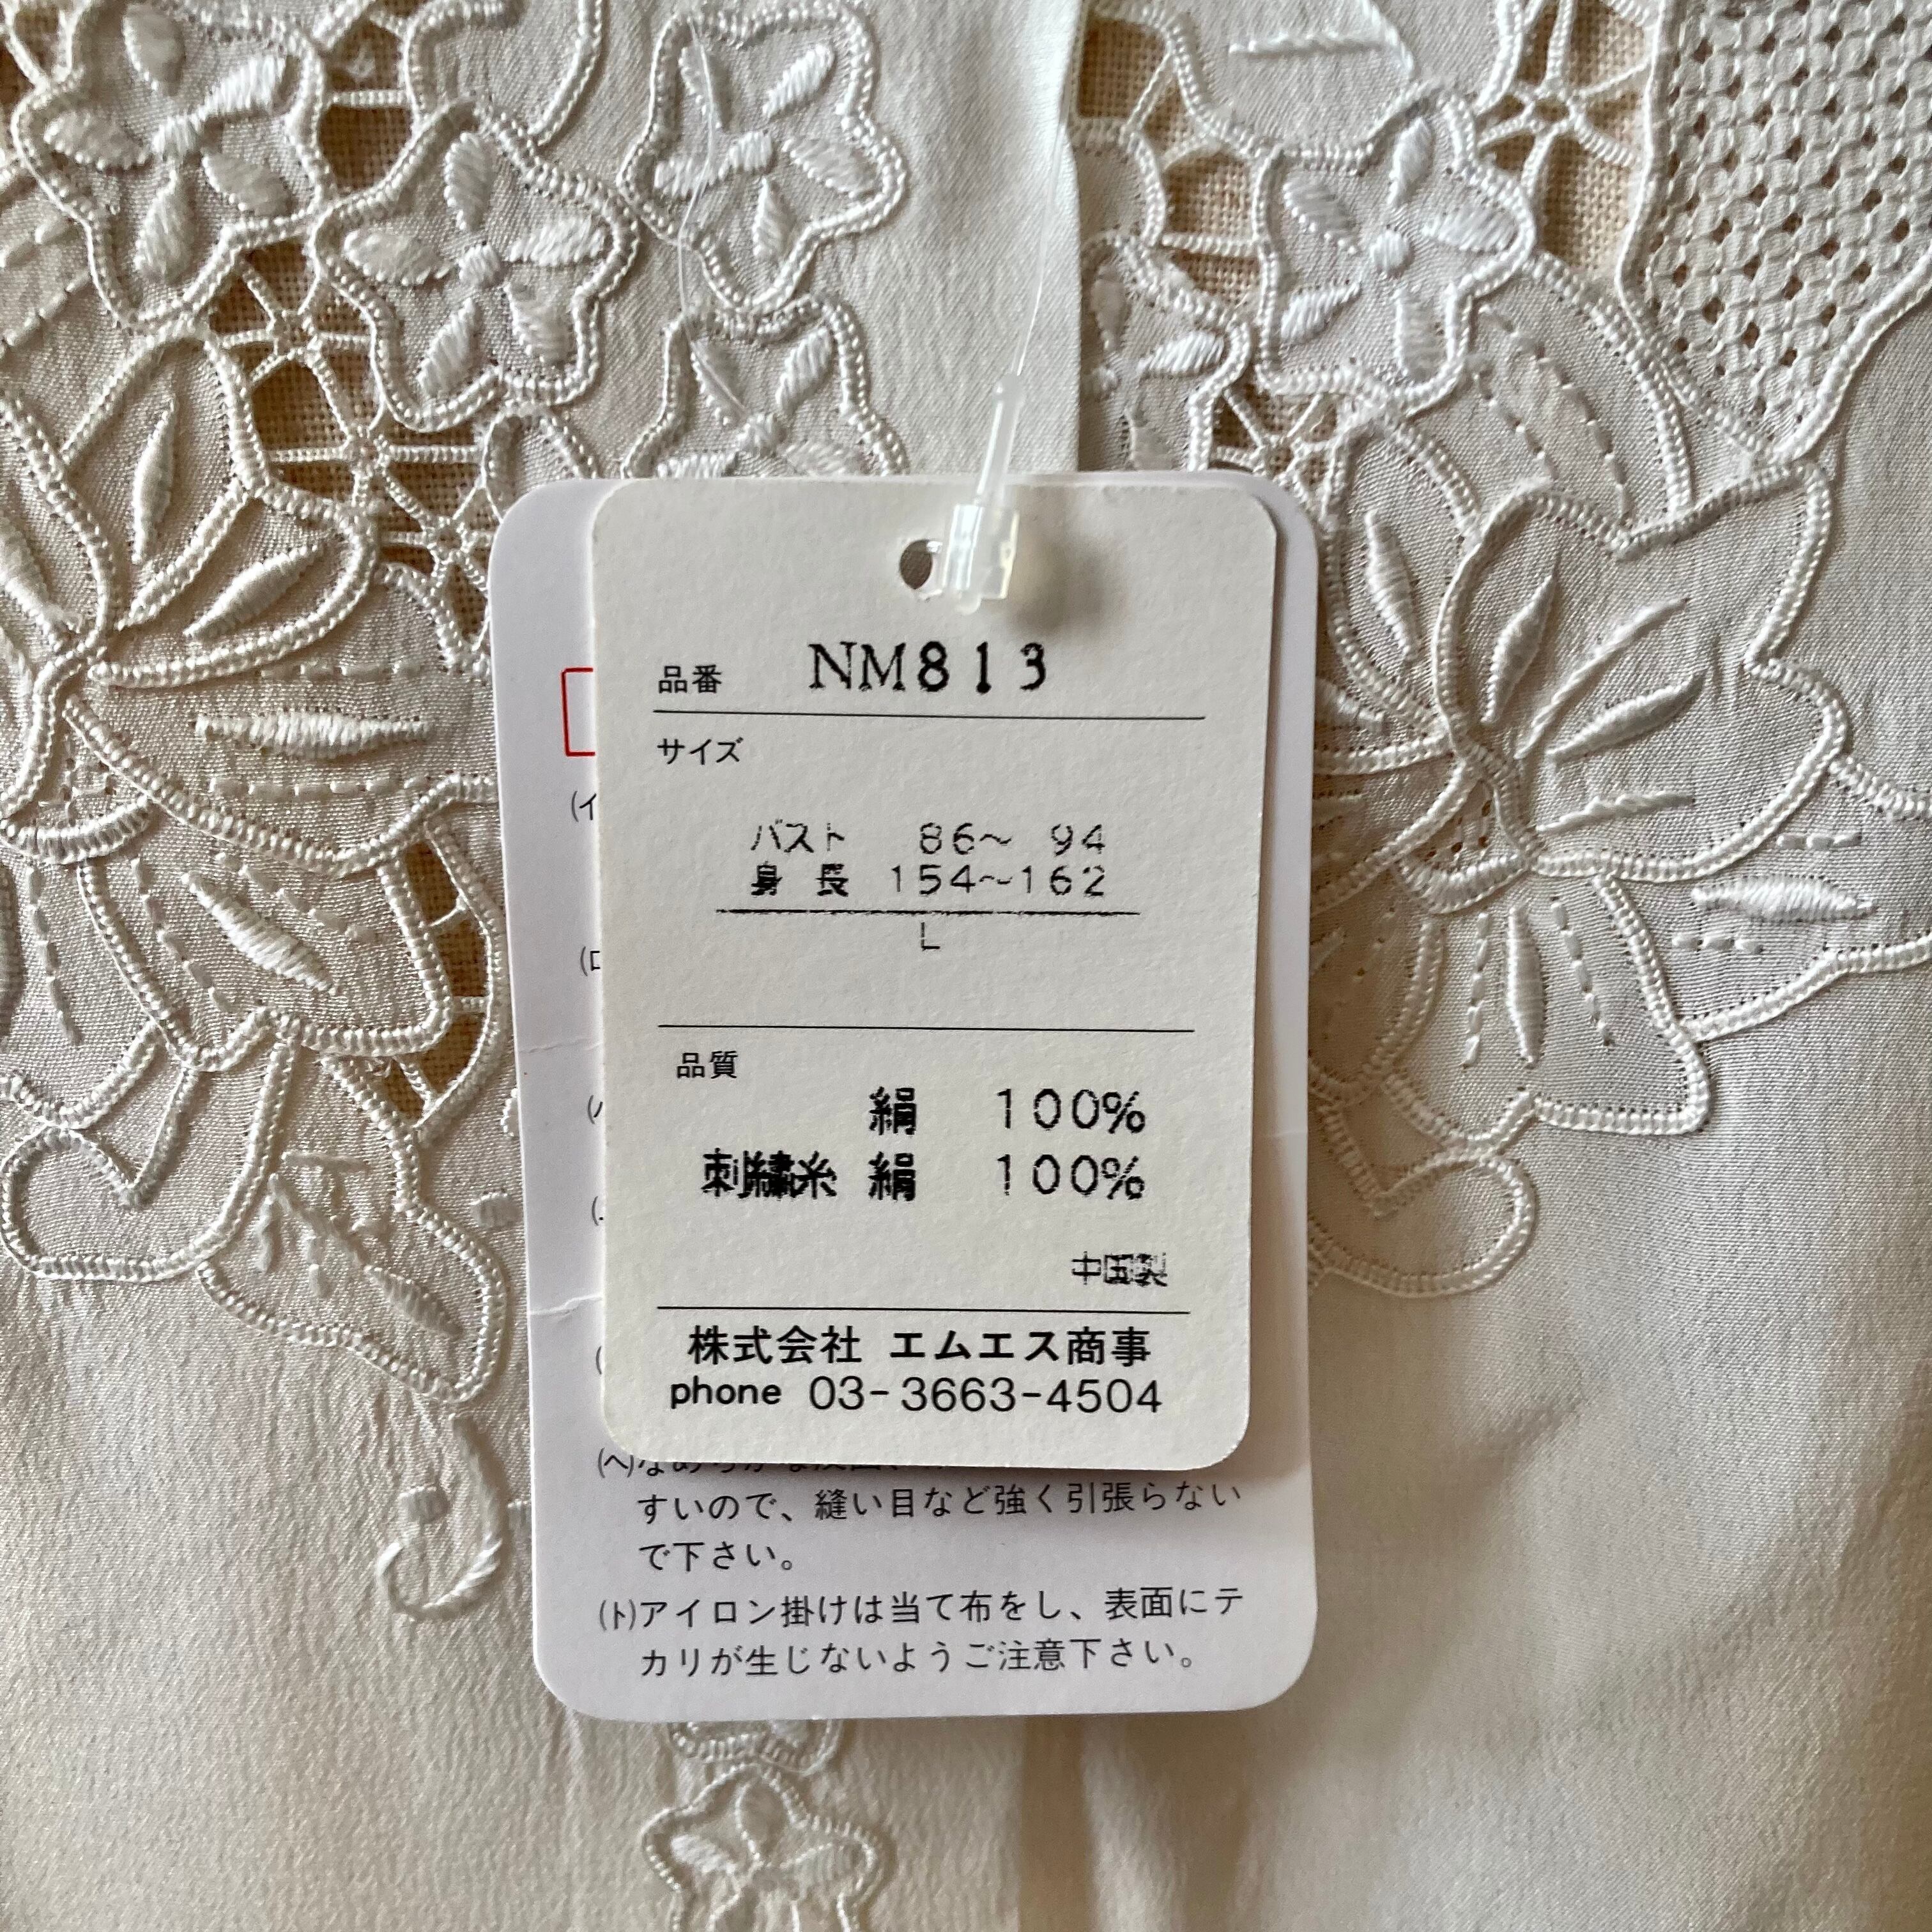 品番 NM813
サイズ
バスト 86～ 94
身長 154～162
L
品質
絹 100%
刺繍糸 絹 100%
中国製
株式会社 エムエス商事
phone 03-3663-4504
(イ
(ロ
(ヘ)
すいので、縫い目など強く引張らない
で下さい。
(ト)アイロン掛けは当て布をし、表面にテ
カリが生じないようご注意下さい。